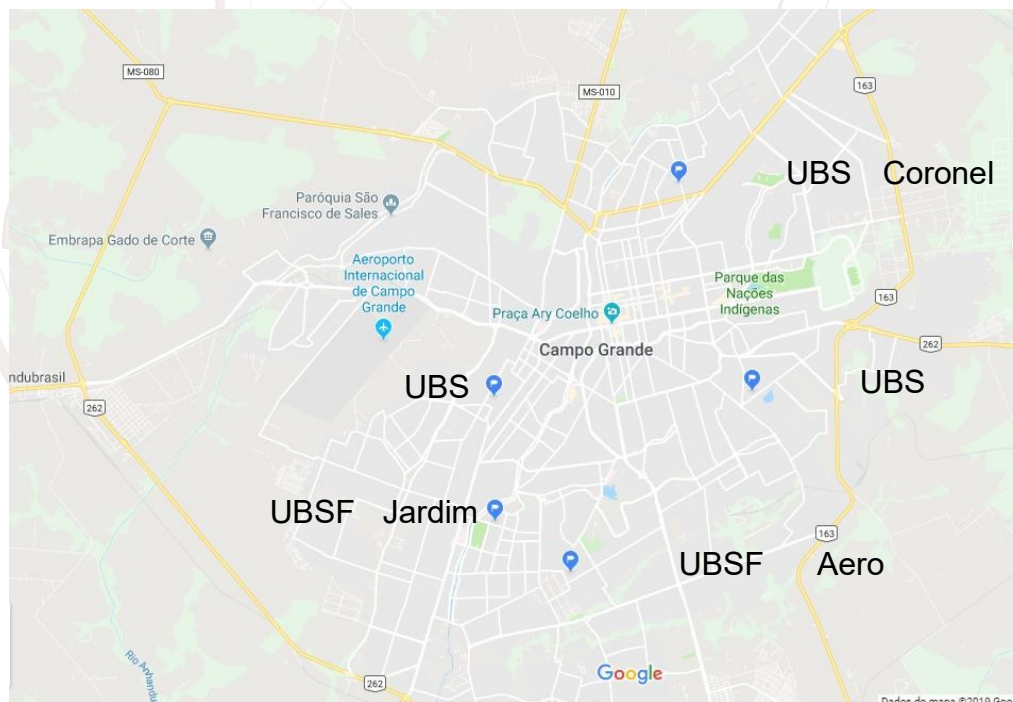 MS-080
MS-010
163
UBS Coronel
Paróquia São
Francisco de Sales
Embrapa Gado de Corte
Aeroporto
Internacional
de Campo
Grande
Parque das
Nações
Indígenas
163
Praça Ary Coelho
Campo Grande
262
ndubrasil
UBS
UBS
262
UBSF Jardim
163
UBSF Aero
Rio Anhandu
262
Google
Dados do mapa ©2019 Goo